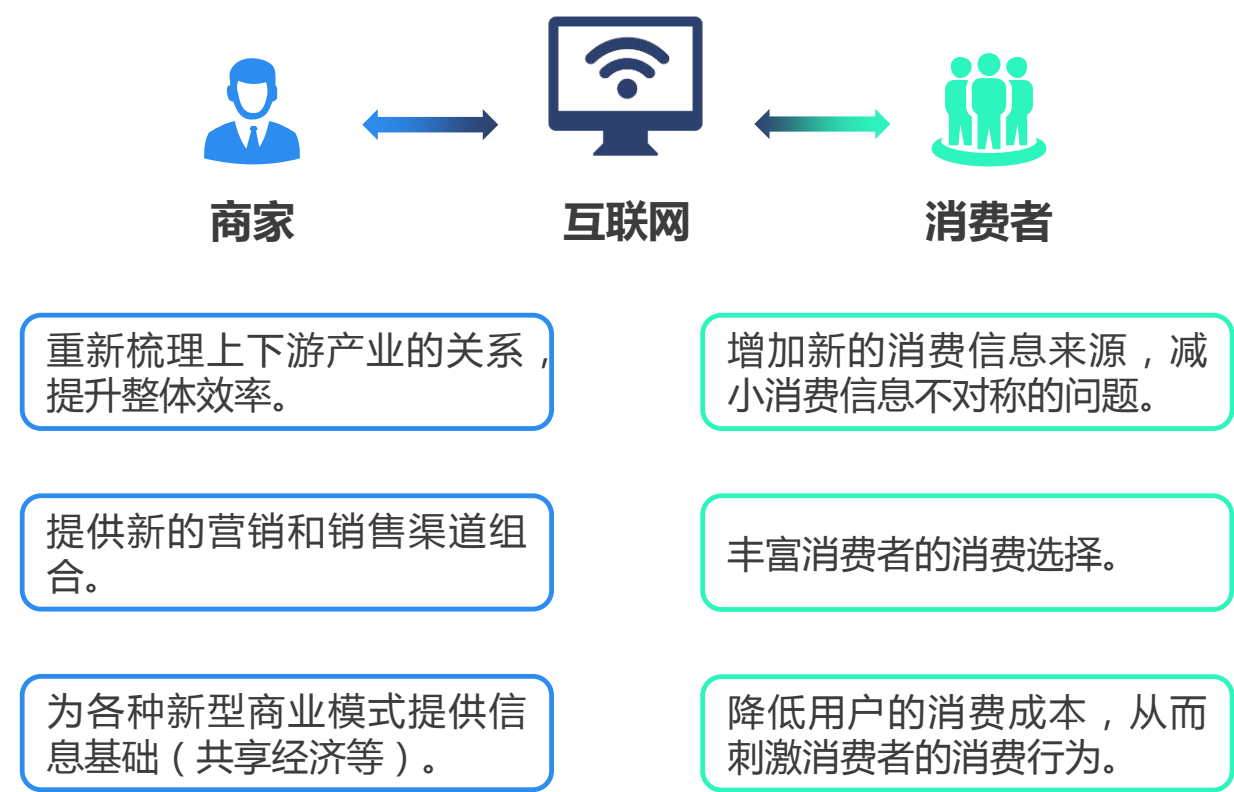 商家
互联网
消费者
重新梳理上下游产业的关系，
提升整体效率。
增加新的消费信息来源，减
小消费信息不对称的问题。
提供新的营销和销售渠道组
合。
丰富消费者的消费选择。
为各种新型商业模式提供信
息基础（共享经济等）。
降低用户的消费成本，从而
刺激消费者的消费行为。